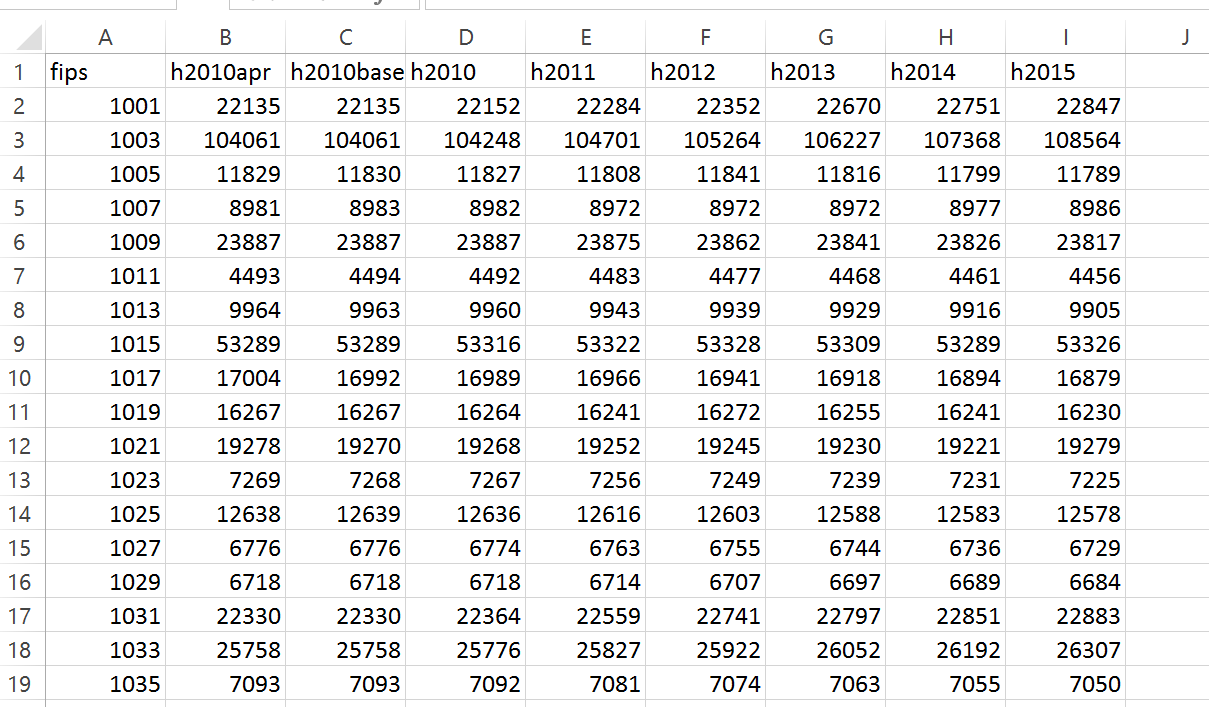 A B C D E F G H I J
1 fips h2010apr h2010base h2010 h2011 h2012 h2013 h2014 h2015
2 1001 22135 22135 22152 22284 22352 22670 22751 22847
3 1003 104061 104061 104248 104701 105264 106227 107368 108564
4 1005 11829 11830 11827 11808 11841 11816 11799 11789
5 1007 8981 8983 8982 8972 8972 8972 8977 8986
6 1009 23887 23887 23887 23875 23862 23841 23826 23817
7 1011 4493 4494 4492 4483 4477 4468 4461 4456
8 1013 9964 9963 9960 9943 9939 9929 9916 9905
9 1015 53289 53289 53316 53322 53328 53309 53289 53326
10 1017 17004 16992 16989 16966 16941 16918 16894 16879
11 1019 16267 16267 16264 16241 16272 16255 16241 16230
12 1021 19278 19270 19268 19252 19245 19230 19221 19279
13 1023 7269 7268 7267 7256 7249 7239 7231 7225
14 1025 12638 12639 12636 12616 12603 12588 12583 12578
15 1027 6776 6776 6774 6763 6755 6744 6736 6729
16 1029 6718 6718 6718 6714 6707 6697 6689 6684
17 1031 22330 22330 22364 22559 22741 22797 22851 22883
18 1033 25758 25758 25776 25827 25922 26052 26192 26307
19 1035 7093 7093 7092 7081 7074 7063 7055 7050